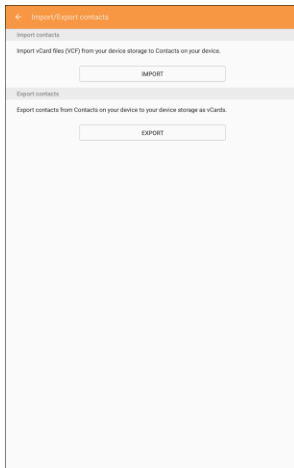 Import/Export contacts
Import contacts
Import vCard files (VCF) from your device storage to Contacts on your device.
IMPORT
Export contacts
Export contacts from Contacts on your device to your device storage as vCards.
EXPORT